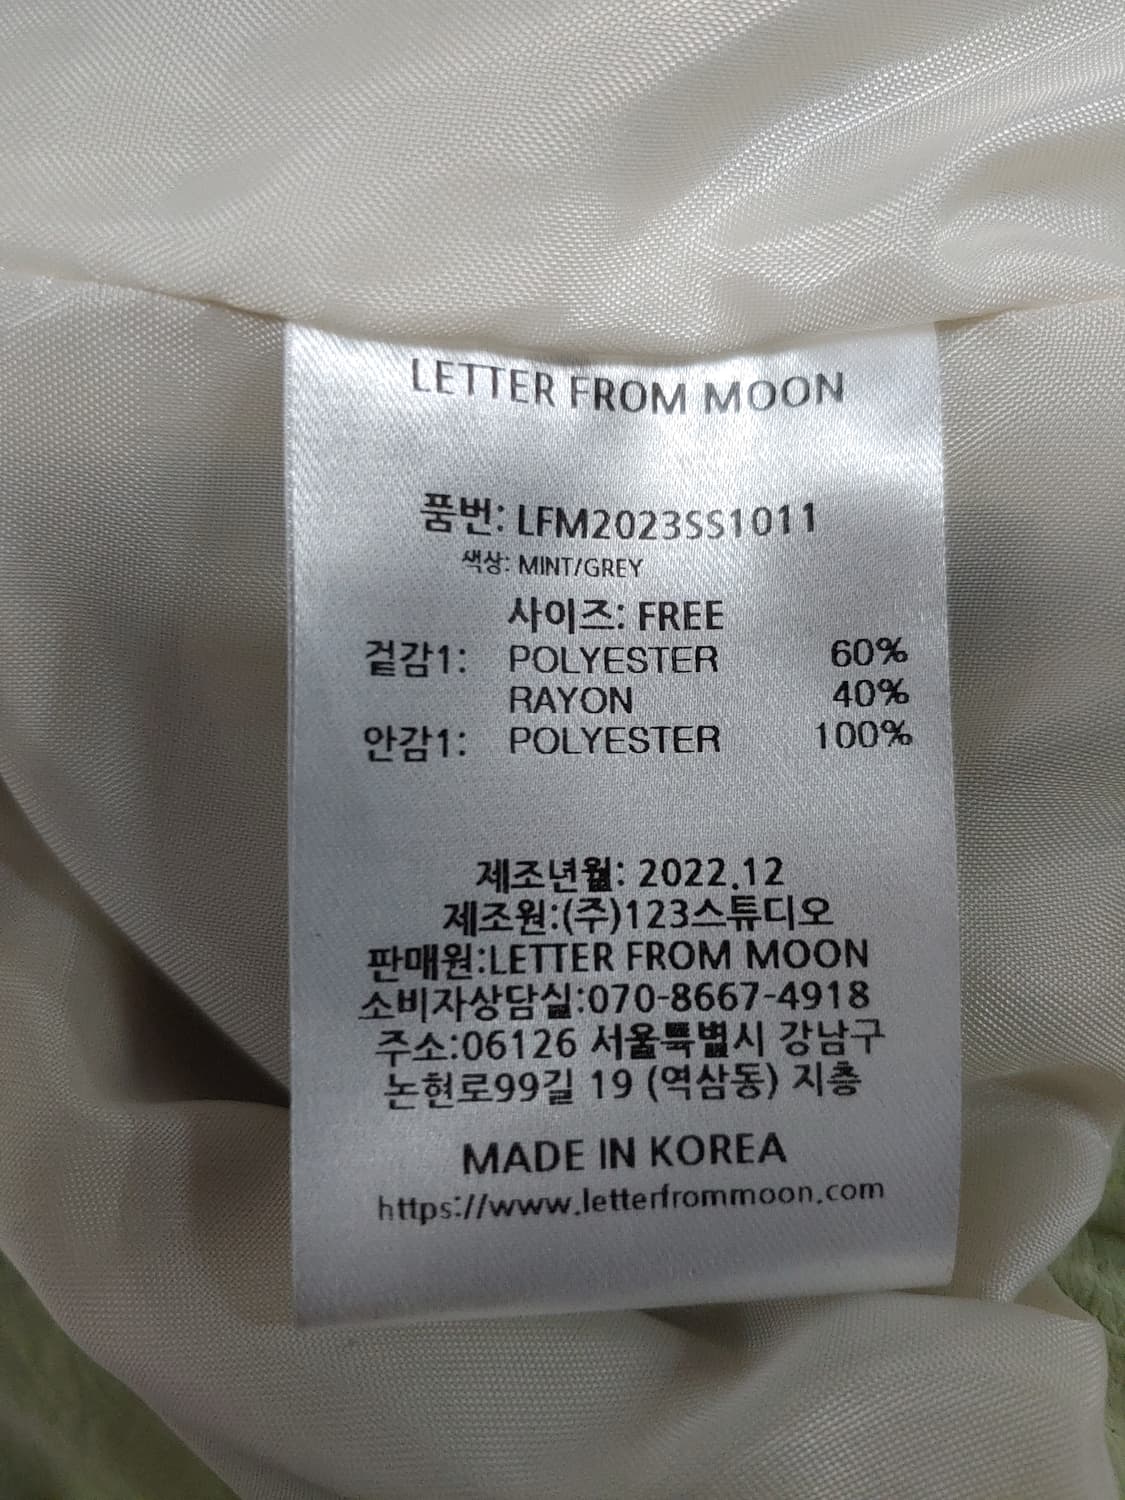 LETTER FROM MOON
품번: LFM2023SS1011
색상: MINT/GREY
사이즈: FREE
겉감1: POLYESTER 60%
RAYON 40%
안감1: POLYESTER 100%
제조년월: 2022.12
제조원:(주)123스튜디오
판매원:LETTER FROM MOON
소비자상담실:070-8667-4918
주소:06126 서울특별시 강남구
논현로99길 19 (역삼동) 지층
MADE IN KOREA
https://www.letterfrommoon.com